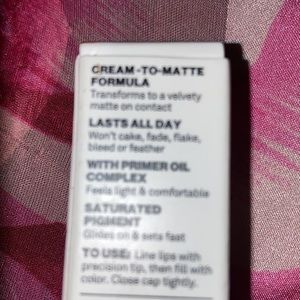 CREAM-TO-MATTE
FORMULA
Transforms to a velvety
matte on contact
LASTS ALL DAY
Won't cake, fade, flake,
bleed or feather
WITH PRIMER OIL
COMPLEX
Feels light & comfortable
SATURATED
PIGMENT
Glides on & sets fast
TO USE: Line lips with
precision tip, then fill with
color. Close cap tightly.